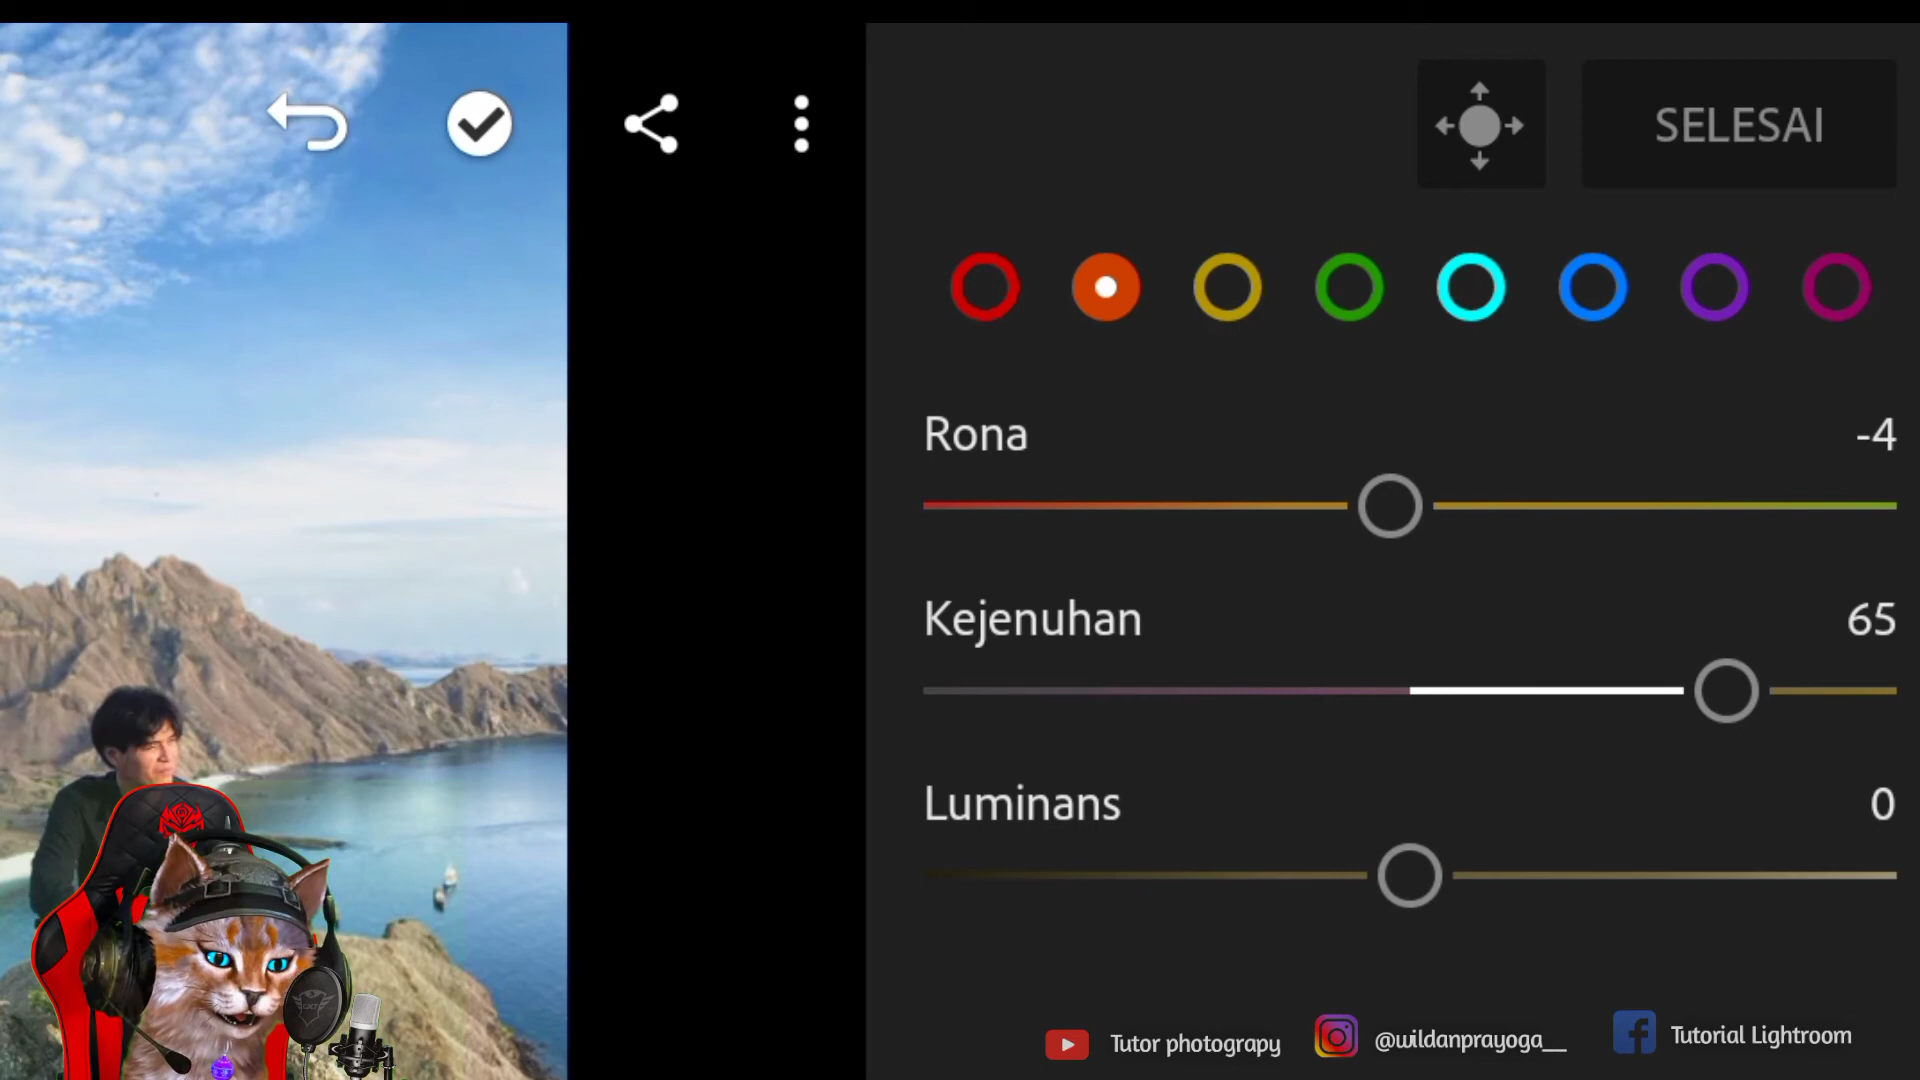 SELESAI
Rona -4
Kejenuhan 65
Luminans 0
Tutor photograpy @wildanprayoga__ Tutorial Lightroom